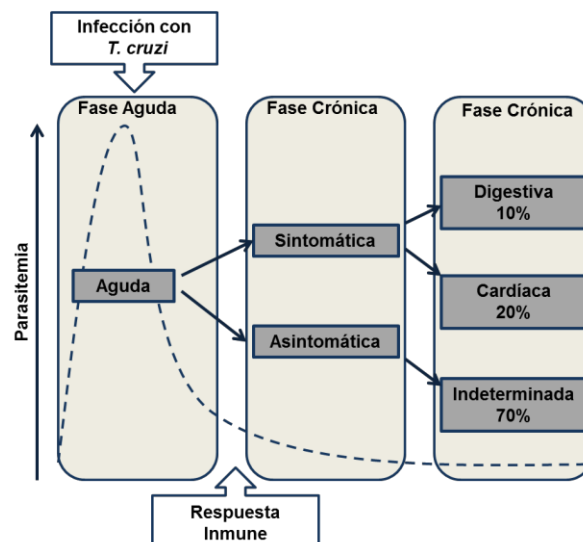 Infección con
T. cruzi
Fase Aguda
Fase Crónica
Fase Crónica
Parasitemia
Aguda
Sintomática
Asintomática
Digestiva
10%
Cardíaca
20%
Indeterminada
70%
Respuesta
Inmune